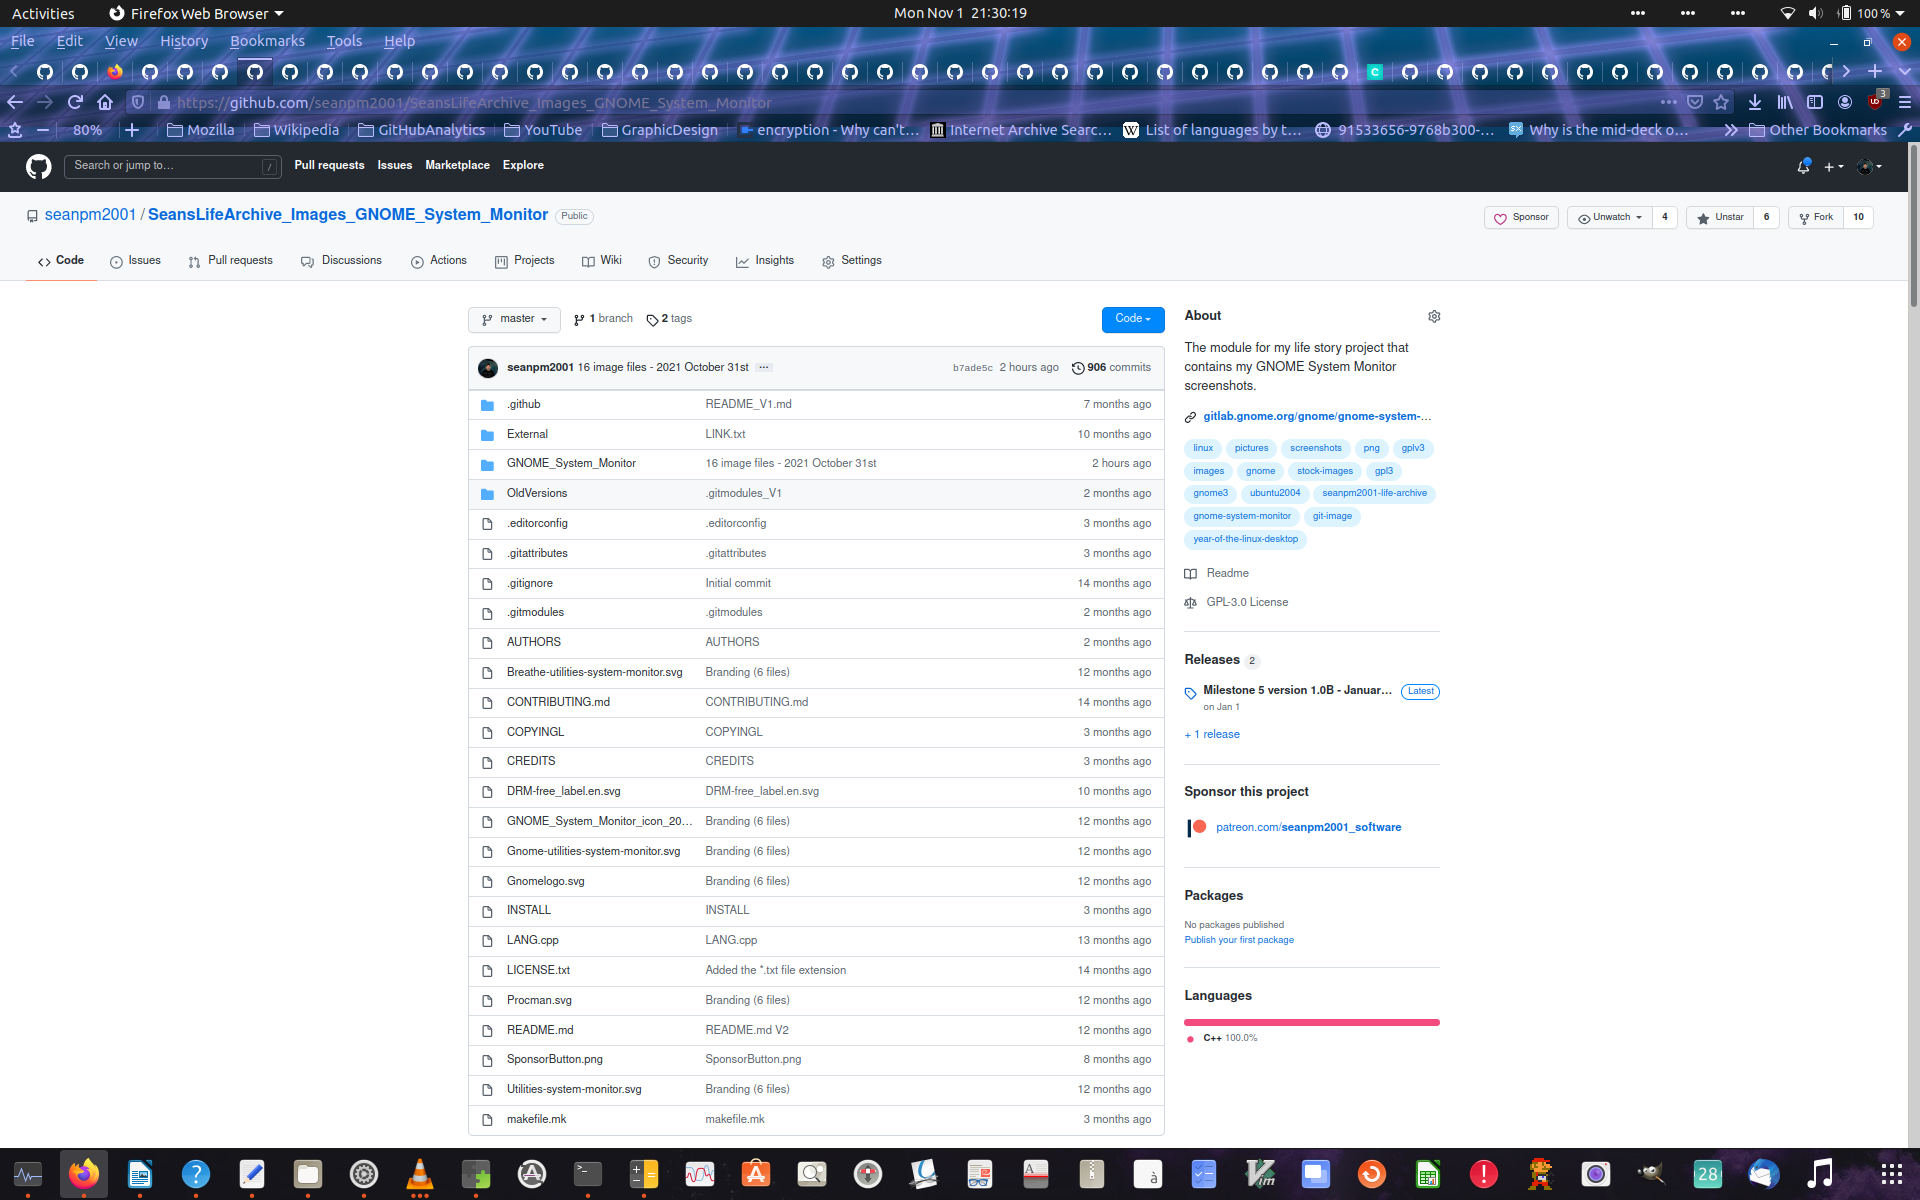 Activities Firefox Web Browser Mon Nov 1 21:30:19 100 %
File Edit View History Bookmarks Tools Help
https://github.com/seanpm2001/SeansLifeArchive_Images_GNOME_System_Monitor 3
80% Mozilla Wikipedia GitHubAnalytics YouTube GraphicDesign encryption - Why can't… Internet Archive Searc… List of languages by t… 91533656-9768b300-… Why is the mid-deck o… Other Bookmarks
Search or jump to… / Pull requests Issues Marketplace Explore
seanpm2001 / SeansLifeArchive_Images_GNOME_System_Monitor Public Sponsor Unwatch 4 Unstar 6 Fork 10
Code Issues Pull requests Discussions Actions Projects Wiki Security Insights Settings
master 1 branch 2 tags Code
seanpm2001 16 image files - 2021 October 31st … b7ade5c 2 hours ago 906 commits
.github README_V1.md 7 months ago
External LINK.txt 10 months ago
GNOME_System_Monitor 16 image files - 2021 October 31st 2 hours ago
OldVersions .gitmodules_V1 2 months ago
.editorconfig .editorconfig 3 months ago
.gitattributes .gitattributes 3 months ago
.gitignore Initial commit 14 months ago
.gitmodules .gitmodules 2 months ago
AUTHORS AUTHORS 2 months ago
Breathe-utilities-system-monitor.svg Branding (6 files) 12 months ago
CONTRIBUTING.md CONTRIBUTING.md 14 months ago
COPYINGL COPYINGL 3 months ago
CREDITS CREDITS 3 months ago
DRM-free_label.en.svg DRM-free_label.en.svg 10 months ago
GNOME_System_Monitor_icon_20… Branding (6 files) 12 months ago
Gnome-utilities-system-monitor.svg Branding (6 files) 12 months ago
Gnomelogo.svg Branding (6 files) 12 months ago
INSTALL INSTALL 3 months ago
LANG.cpp LANG.cpp 13 months ago
LICENSE.txt Added the *.txt file extension 14 months ago
Procman.svg Branding (6 files) 12 months ago
README.md README.md V2 12 months ago
SponsorButton.png SponsorButton.png 8 months ago
Utilities-system-monitor.svg Branding (6 files) 12 months ago
makefile.mk makefile.mk 3 months ago
About
The module for my life story project that
contains my GNOME System Monitor
screenshots.
gitlab.gnome.org/gnome/gnome-system-…
linux pictures screenshots png gplv3
images gnome stock-images gpl3
gnome3 ubuntu2004 seanpm2001-life-archive
gnome-system-monitor git-image
year-of-the-linux-desktop
Readme
GPL-3.0 License
Releases 2
Milestone 5 version 1.0B - Januar… Latest
on Jan 1
+ 1 release
Sponsor this project
patreon.com/seanpm2001_software
Packages
No packages published
Publish your first package
Languages
C++ 100.0%
28